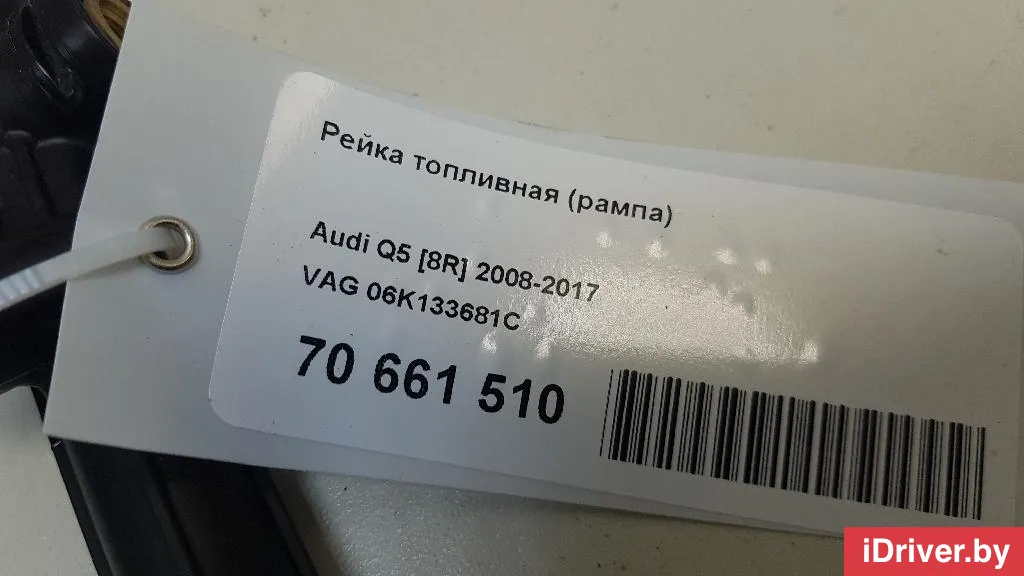 Рейка топливная (рампа)
Audi Q5 [8R] 2008-2017
VAG 06K133681C
70 661 510
iDriver.by